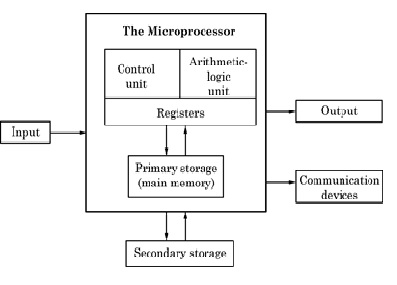 The Microprocessor
Control
unit
Arithmetic-
logic
unit
Registers
Input
Output
Primary storage
(main memory)
Communication
devices
Secondary storage